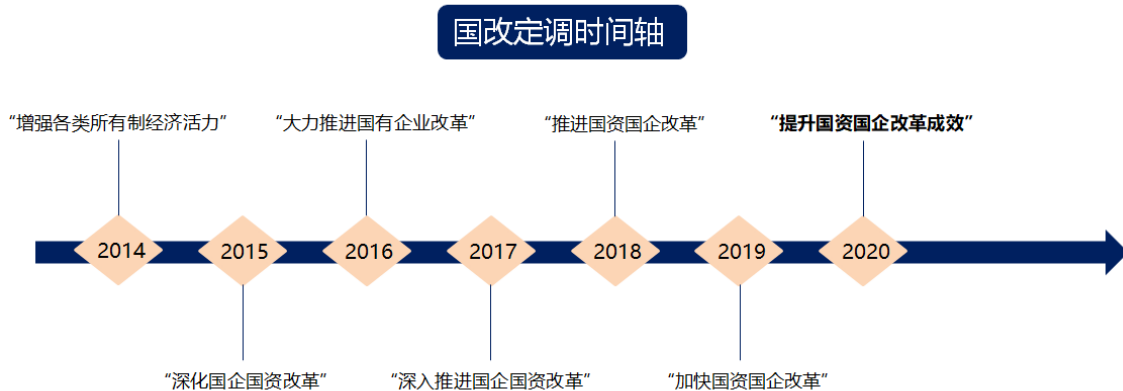 国改定调时间轴
“增强各类所有制经济活力”
“大力推进国有企业改革”
“推进国资国企改革”
“提升国资国企改革成效”
2014
2015
2016
2017
2018
2019
2020
“深化国企国资改革”
“深入推进国企国资改革”
“加快国资国企改革”